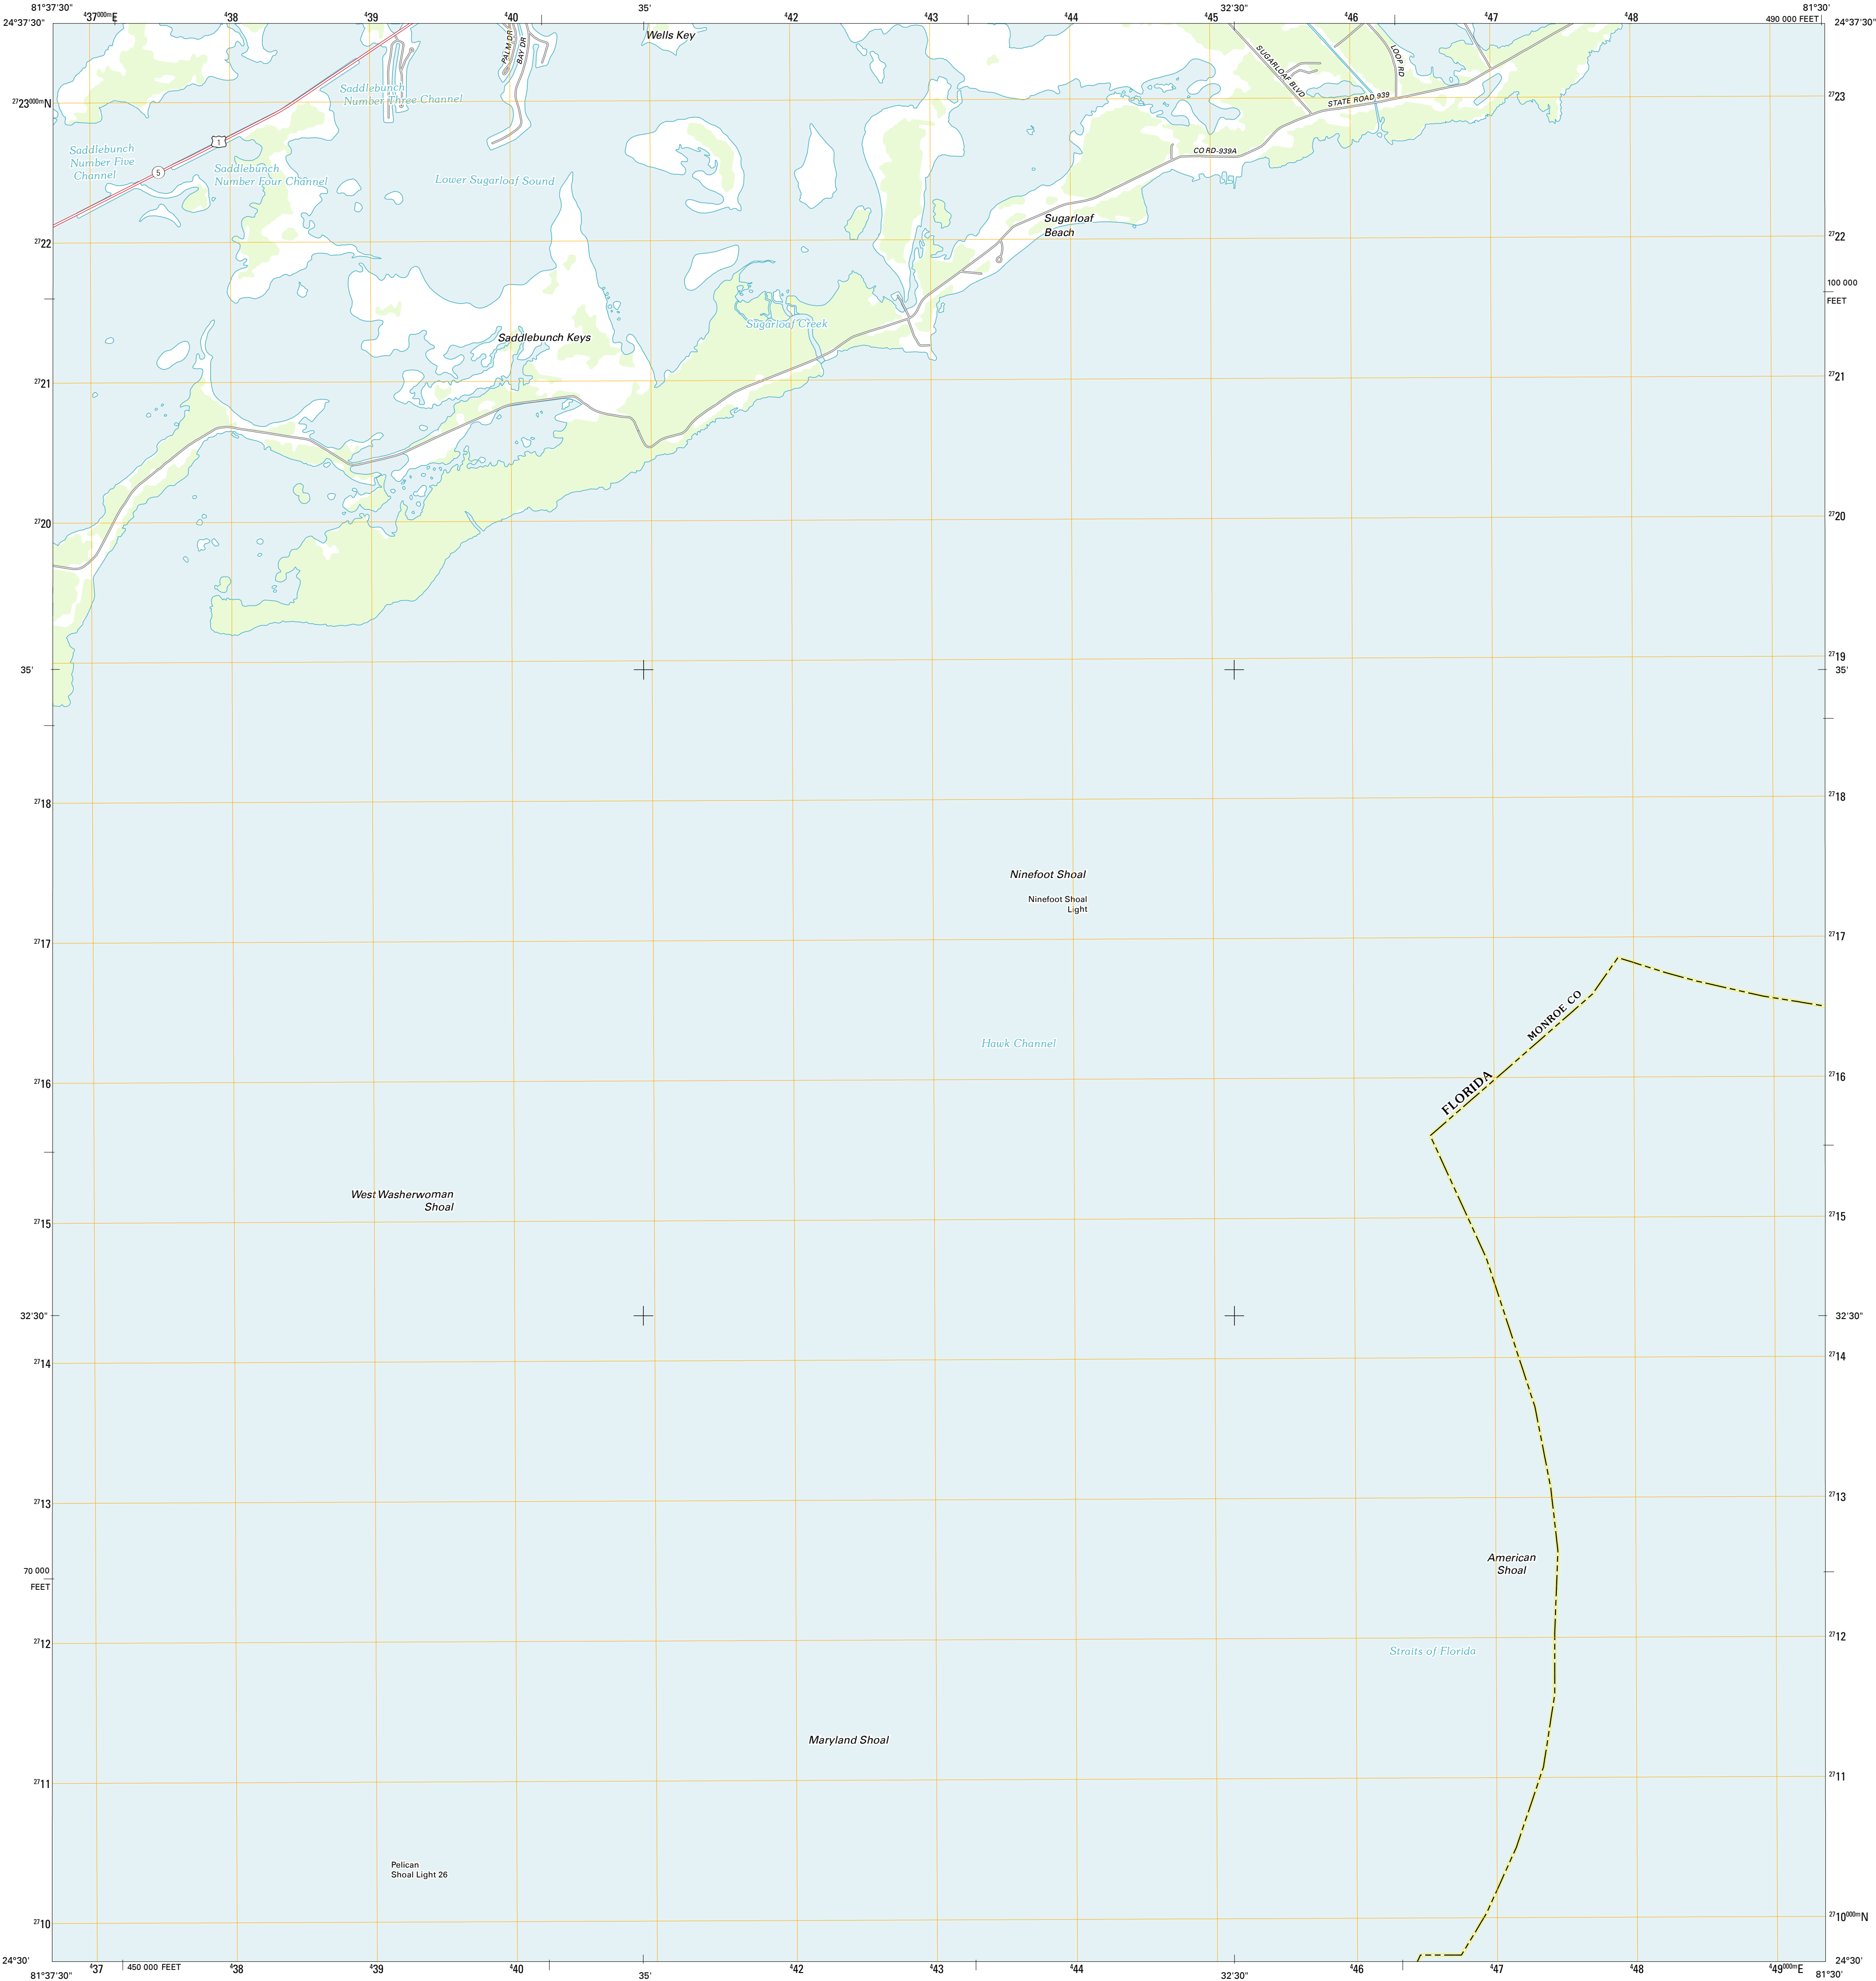 81°37'30"
⁴37⁰⁰⁰ᵐE
⁴38
⁴39
⁴40
35'
⁴42
⁴43
⁴44
⁴45
32'30"
⁴46
⁴47
⁴48
490 000 FEET
81°30'
24°37'30"
24°37'30"
Wells Key
PALM DR
BAY DR
SUGARLOAF BLVD
LOOP RD
STATE ROAD 939
CO RD-939A
Saddlebunch
Number Three Channel
²⁷23⁰⁰⁰ᵐN
²⁷23
1
Saddlebunch
Number Five
Channel
5
Saddlebunch
Number Four Channel
Lower Sugarloaf Sound
Sugarloaf
Beach
²⁷22
²⁷22
100 000
FEET
Sugarloaf Creek
Saddlebunch Keys
²⁷21
²⁷21
²⁷20
²⁷20
²⁷19
35'
35'
²⁷18
²⁷18
Ninefoot Shoal
Ninefoot Shoal
Light
²⁷17
²⁷17
MONROE CO
FLORIDA
Hawk Channel
²⁷16
²⁷16
West Washerwoman
Shoal
²⁷15
²⁷15
32'30"
32'30"
²⁷14
²⁷14
²⁷13
²⁷13
American
Shoal
70 000
FEET
²⁷12
²⁷12
Straits of Florida
Maryland Shoal
²⁷11
²⁷11
Pelican
Shoal Light 26
²⁷10
²⁷10⁰⁰⁰ᵐN
24°30'
24°30'
81°37'30"
⁴37
450 000 FEET
⁴38
⁴39
⁴40
35'
⁴42
⁴43
⁴44
32'30"
⁴46
⁴47
⁴48
⁴49⁰⁰⁰ᵐE
81°30'